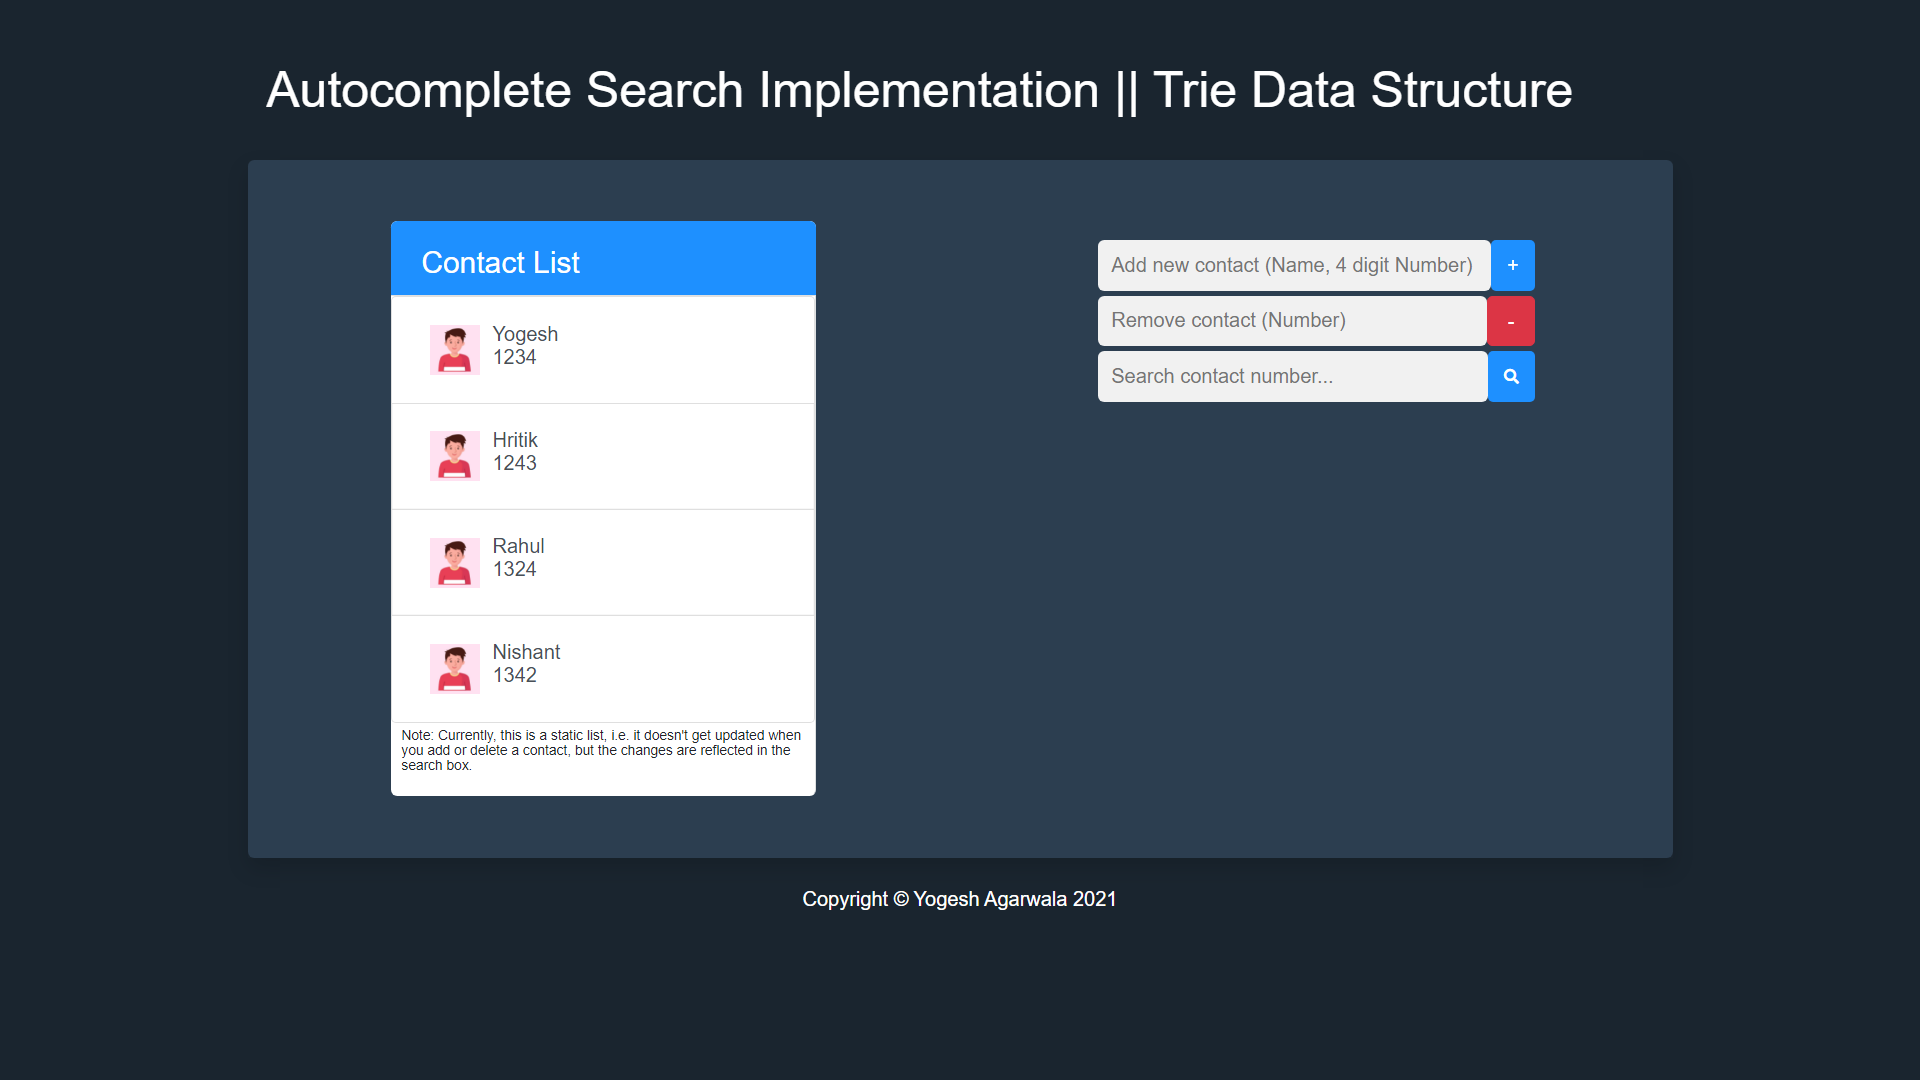 Autocomplete Search Implementation || Trie Data Structure
Contact List
Yogesh
1234
Hritik
1243
Rahul
1324
Nishant
1342
Note: Currently, this is a static list, i.e. it doesn't get updated when
you add or delete a contact, but the changes are reflected in the
search box.
Add new contact (Name, 4 digit Number)
+
Remove contact (Number)
-
Search contact number...
Copyright © Yogesh Agarwala 2021